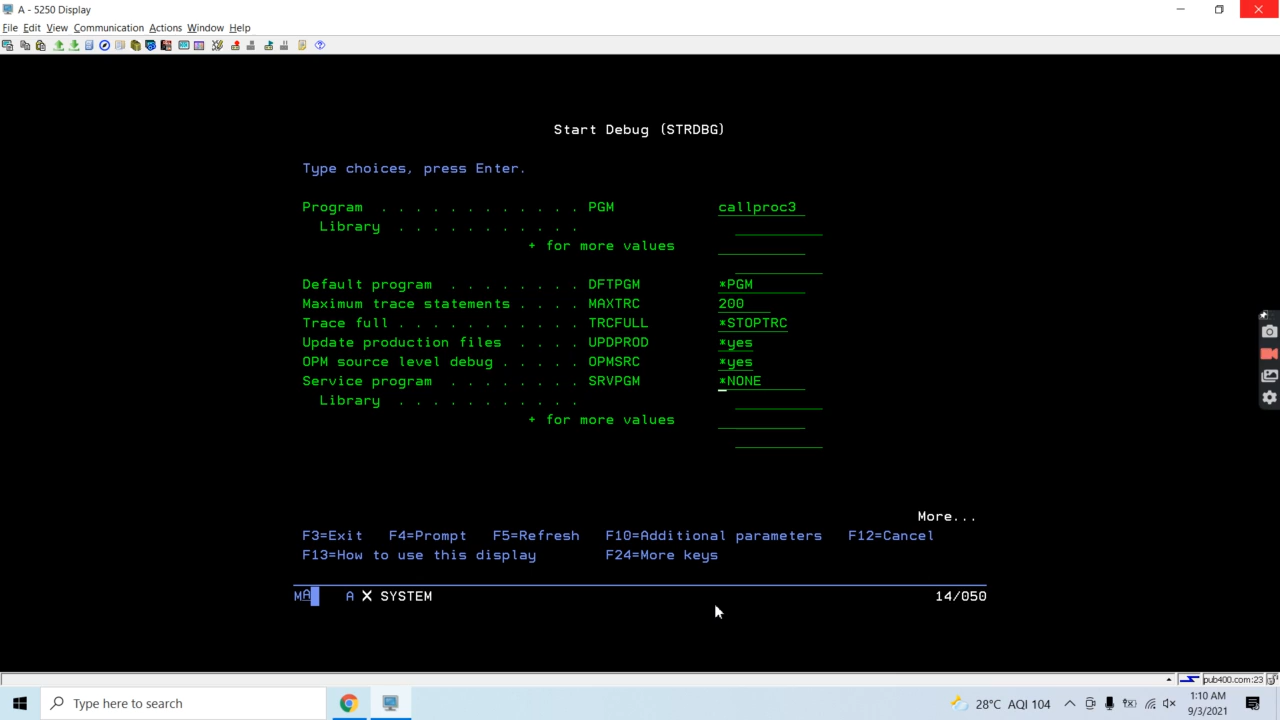 A - 5250 Display
File Edit View Communication Actions Window Help
Start Debug (STRDBG)
Type choices, press Enter.
Program . . . . . . . . . . . . PGM callproc3
Library . . . . . . . . . . .
+ for more values
Default program . . . . . . . . DFTPGM *PGM
Maximum trace statements . . . . MAXTRC 200
Trace full . . . . . . . . . . . TRCFULL *STOPTRC
Update production files . . . . UPDPROD *yes
OPM source level debug . . . . . OPMSRC *yes
Service program . . . . . . . . SRVPGM *NONE
Library . . . . . . . . . . .
+ for more values
More...
F3=Exit F4=Prompt F5=Refresh F10=Additional parameters F12=Cancel
F13=How to use this display F24=More keys
MA A X SYSTEM 14/050
pub400.com:23
Type here to search
28°C AQI 104
1:10 AM
9/3/2021